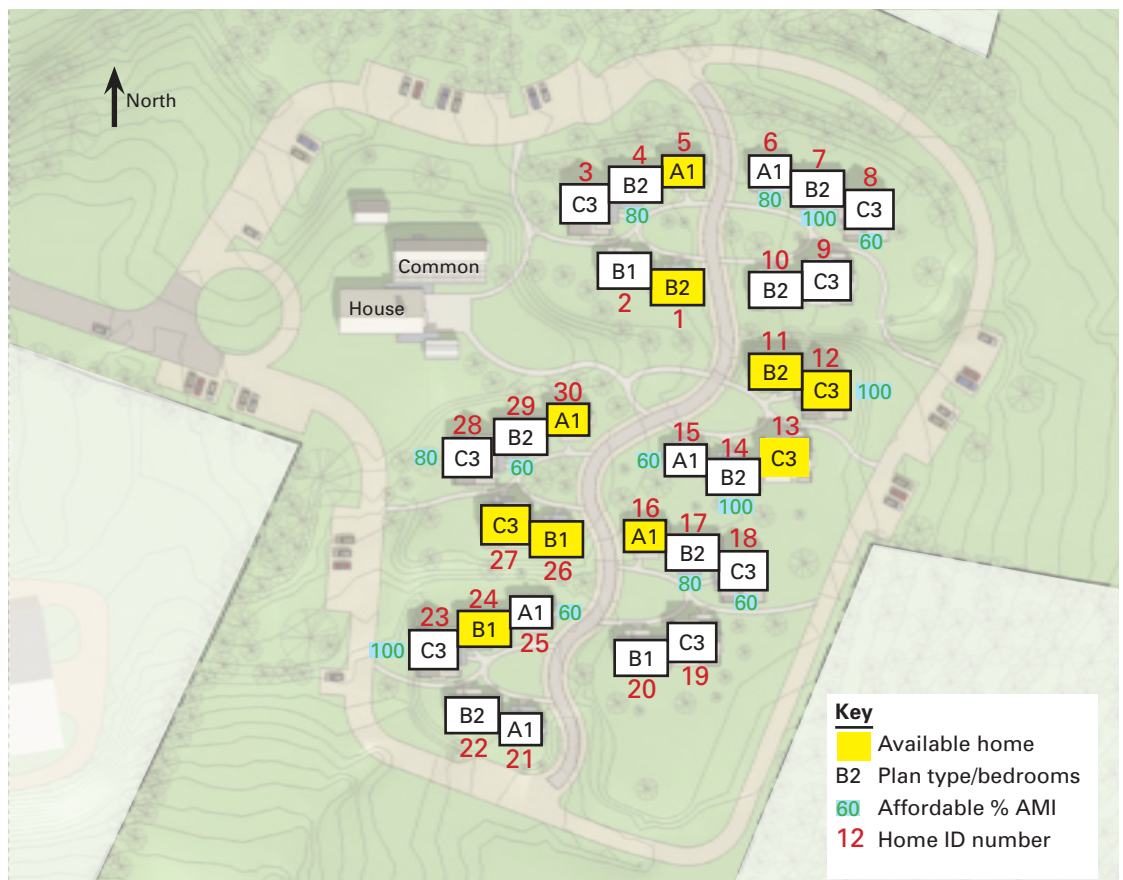 North
Common
House
3
C3
4
B2
80
5
A1
6
A1
80
7
B2
100
8
C3
60
B1
2
B2
1
10
B2
9
C3
11
B2
12
C3
100
28
80
C3
29
B2
60
30
A1
15
60
A1
14
B2
100
13
C3
C3
27
B1
26
16
A1
17
B2
80
18
C3
60
23
100
C3
24
B1
A1
60
25
B1
20
C3
19
B2
22
A1
21
Key
Available home
B2 Plan type/bedrooms
60 Affordable % AMI
12 Home ID number